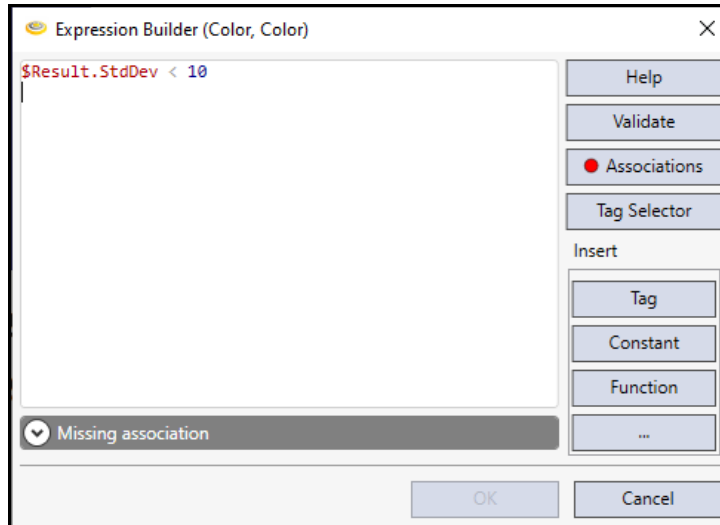 Expression Builder (Color, Color)
$Result.StdDev < 10
Help
Validate
Associations
Tag Selector
Insert
Tag
Constant
Function
...
Missing association
OK
Cancel